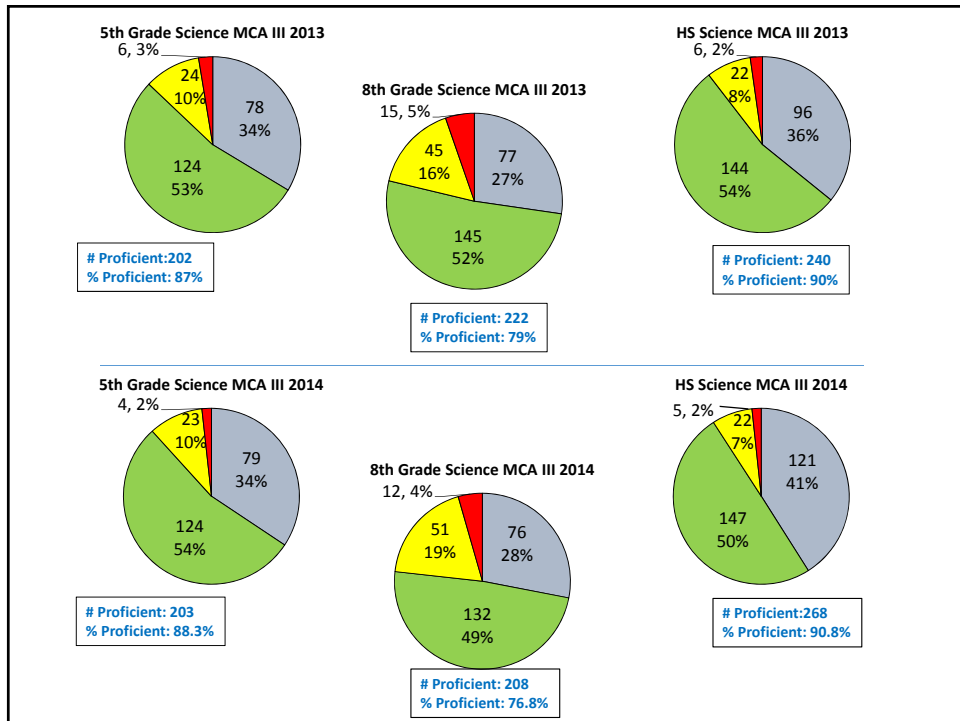 5th Grade Science MCA III 2013
6, 3%
24
10%
78
34%
124
53%
# Proficient:202
% Proficient: 87%
8th Grade Science MCA III 2013
15, 5%
45
16%
77
27%
145
52%
# Proficient: 222
% Proficient: 79%
HS Science MCA III 2013
6, 2%
22
8%
96
36%
144
54%
# Proficient: 240
% Proficient: 90%
5th Grade Science MCA III 2014
4, 2%
23
10%
79
34%
124
54%
# Proficient: 203
% Proficient: 88.3%
8th Grade Science MCA III 2014
12, 4%
51
19%
76
28%
132
49%
# Proficient: 208
% Proficient: 76.8%
HS Science MCA III 2014
5, 2%
22
7%
121
41%
147
50%
# Proficient:268
% Proficient: 90.8%